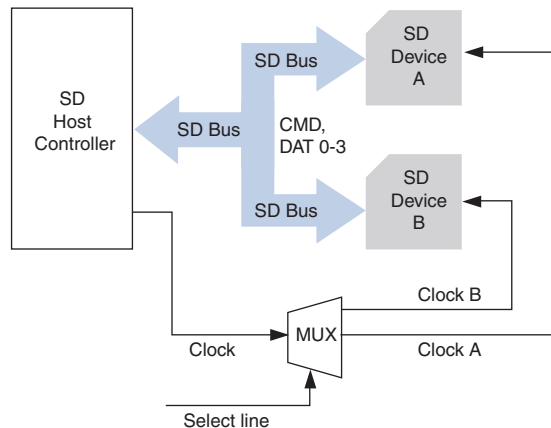 SD
Host
Controller
SD Bus
SD Bus
CMD,
DAT 0-3
SD Bus
SD
Device
A
SD
Device
B
Clock B
MUX
Clock
Clock A
Select line